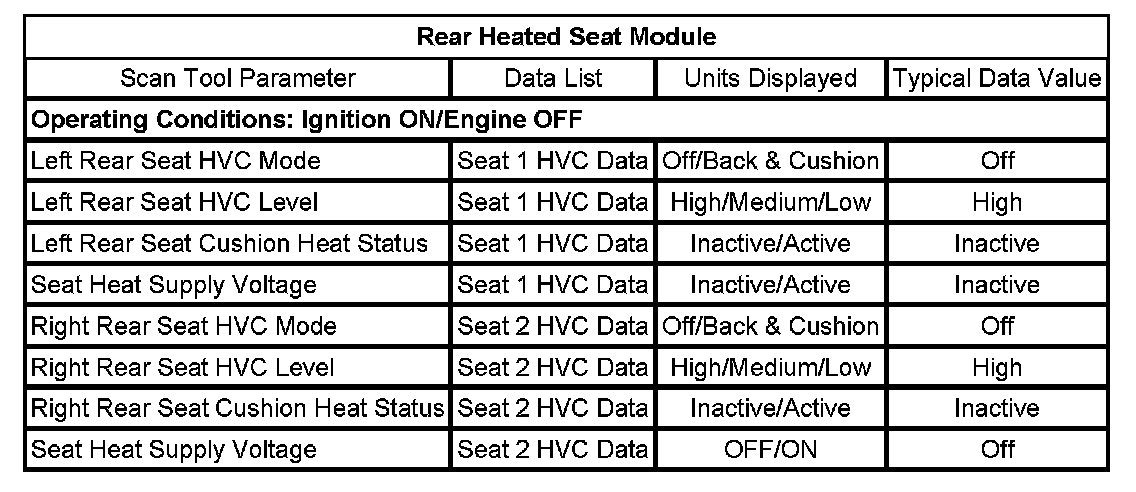 Rear Heated Seat Module
Scan Tool Parameter Data List Units Displayed Typical Data Value
Operating Conditions: Ignition ON/Engine OFF
Left Rear Seat HVC Mode Seat 1 HVC Data Off/Back & Cushion Off
Left Rear Seat HVC Level Seat 1 HVC Data High/Medium/Low High
Left Rear Seat Cushion Heat Status Seat 1 HVC Data Inactive/Active Inactive
Seat Heat Supply Voltage Seat 1 HVC Data Inactive/Active Inactive
Right Rear Seat HVC Mode Seat 2 HVC Data Off/Back & Cushion Off
Right Rear Seat HVC Level Seat 2 HVC Data High/Medium/Low High
Right Rear Seat Cushion Heat Status Seat 2 HVC Data Inactive/Active Inactive
Seat Heat Supply Voltage Seat 2 HVC Data OFF/ON Off